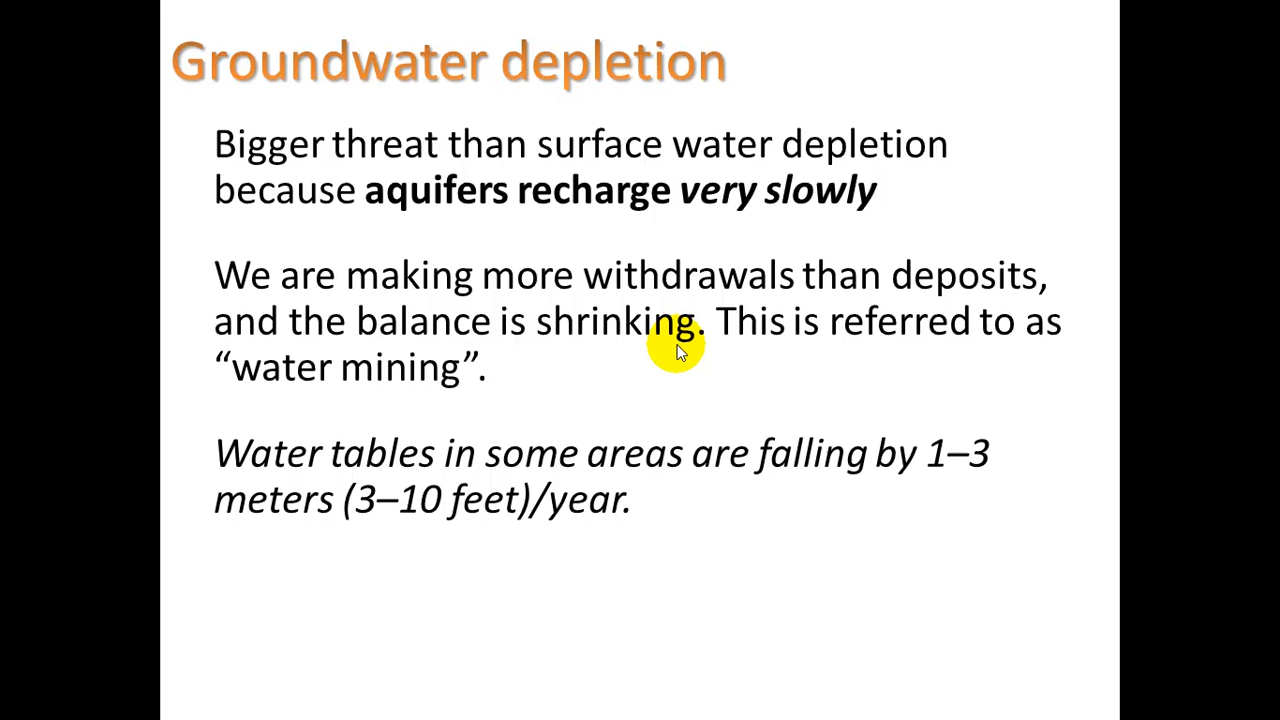 Groundwater depletion
Bigger threat than surface water depletion
because aquifers recharge very slowly
We are making more withdrawals than deposits,
and the balance is shrinking. This is referred to as
“water mining”.
Water tables in some areas are falling by 1–3
meters (3–10 feet)/year.